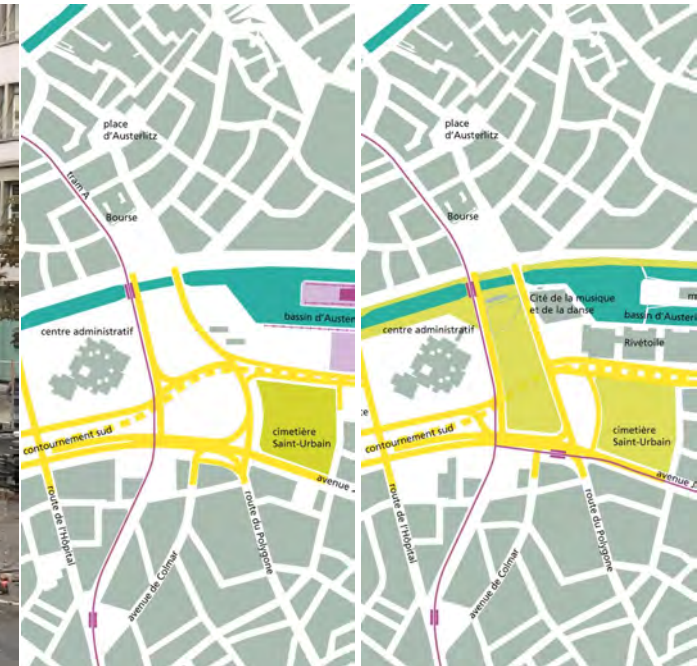 place
d'Austerlitz
tram A
Bourse
bassin d'Auster
centre administratif
contournement sud
cimetière
Saint-Urbain
avenue J
route de l'Hôpital
route du Polygone
avenue de Colmar
place
d'Austerlitz
Bourse
Cité de la musique
et de la danse
bassin d'Austerl
centre administratif
Rivétoile
te
contournement sud
cimetière
Saint-Urbain
avenue J
route de l'Hôpital
route du Polygone
avenue de Colmar